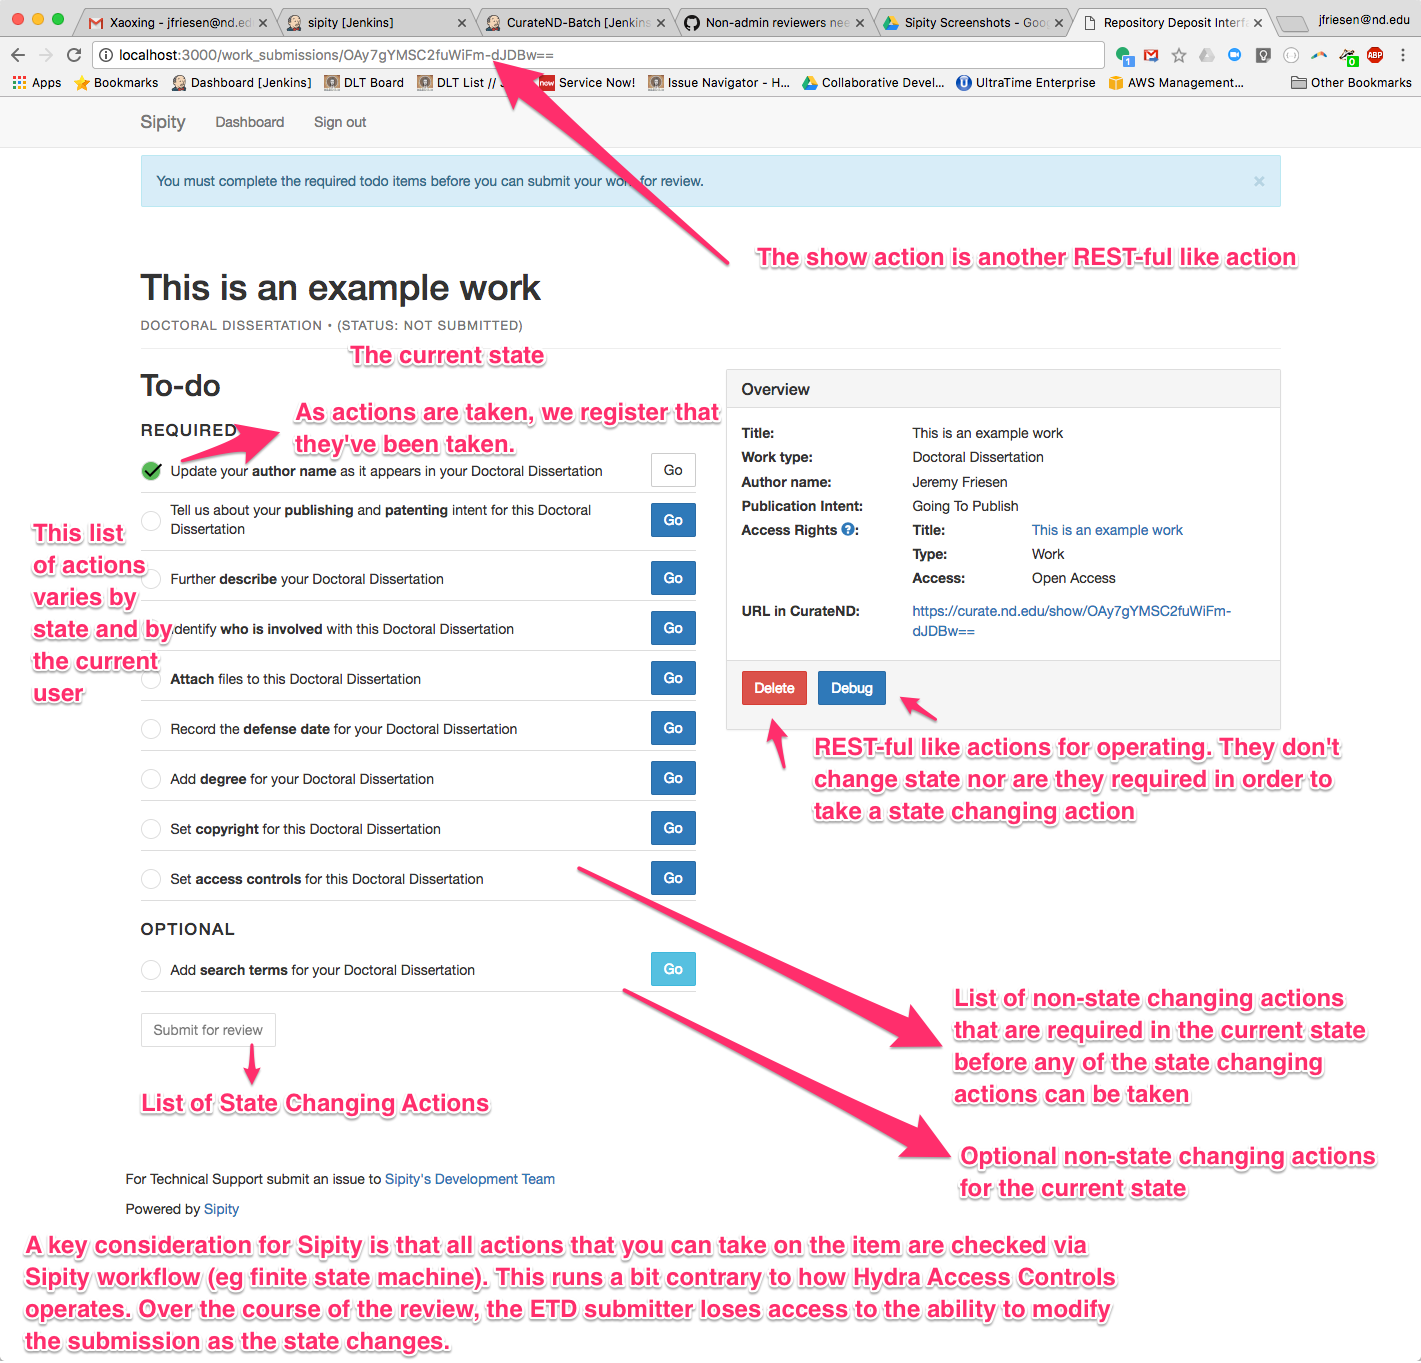 Xaoxing - jfriesen@nd.ed
sipity [Jenkins]
CurateND-Batch [Jenkins
Non-admin reviewers nee
Sipity Screenshots - Goo
Repository Deposit Interfa
jfriesen@nd.edu
localhost:3000/work_submissions/OAy7gYMSC2fuWiFm-dJDBw==
Apps
Bookmarks
Dashboard [Jenkins]
DLT Board
DLT List // S
Service Now!
Issue Navigator - H...
Collaborative Devel...
UltraTime Enterprise
AWS Management...
Other Bookmarks
Sipity
Dashboard
Sign out
You must complete the required todo items before you can submit your work for review.
×
The show action is another REST-ful like action
This is an example work
DOCTORAL DISSERTATION • (STATUS: NOT SUBMITTED)
The current state
To-do
As actions are taken, we register that
they've been taken.
REQUIRED
Update your author name as it appears in your Doctoral Dissertation
Go
Tell us about your publishing and patenting intent for this Doctoral
Dissertation
Go
Further describe your Doctoral Dissertation
Go
Identify who is involved with this Doctoral Dissertation
Go
Attach files to this Doctoral Dissertation
Go
Record the defense date for your Doctoral Dissertation
Go
Add degree for your Doctoral Dissertation
Go
Set copyright for this Doctoral Dissertation
Go
Set access controls for this Doctoral Dissertation
Go
This list
of actions
varies by
state and by
the current
user
OPTIONAL
Add search terms for your Doctoral Dissertation
Go
Submit for review
List of State Changing Actions
Overview
Title: This is an example work
Work type: Doctoral Dissertation
Author name: Jeremy Friesen
Publication Intent: Going To Publish
Access Rights ?: Title: This is an example work
Type: Work
Access: Open Access
URL in CurateND: https://curate.nd.edu/show/OAy7gYMSC2fuWiFm-
dJDBw==
Delete
Debug
REST-ful like actions for operating. They don't
change state nor are they required in order to
take a state changing action
List of non-state changing actions
that are required in the current state
before any of the state changing
actions can be taken
Optional non-state changing actions
for the current state
For Technical Support submit an issue to Sipity's Development Team
Powered by Sipity
A key consideration for Sipity is that all actions that you can take on the item are checked via
Sipity workflow (eg finite state machine). This runs a bit contrary to how Hydra Access Controls
operates. Over the course of the review, the ETD submitter loses access to the ability to modify
the submission as the state changes.